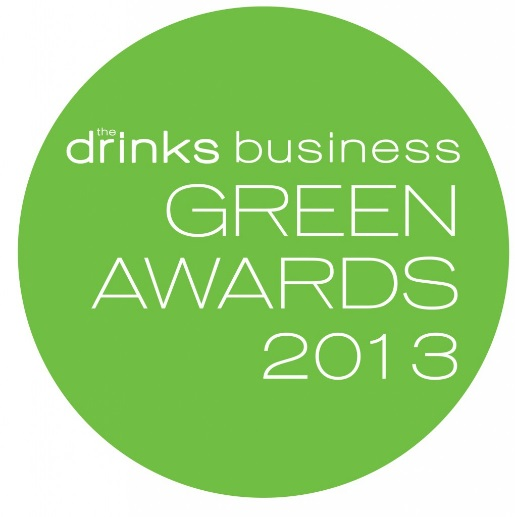 the
drinks business
GREEN
AWARDS
2013